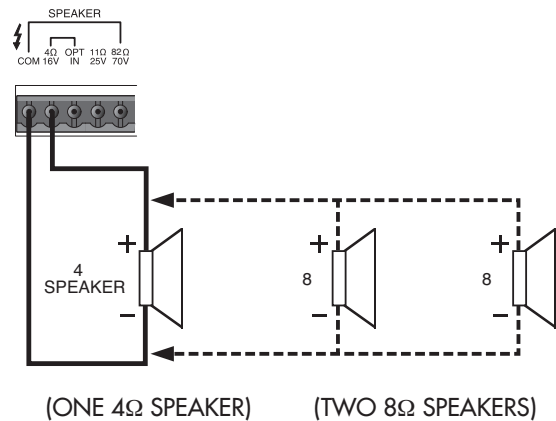 SPEAKER
4Ω OPT 11Ω 82Ω
COM 16V IN 25V 70V
+ + +
4 8 8
SPEAKER
– – –
(ONE 4Ω SPEAKER) (TWO 8Ω SPEAKERS)